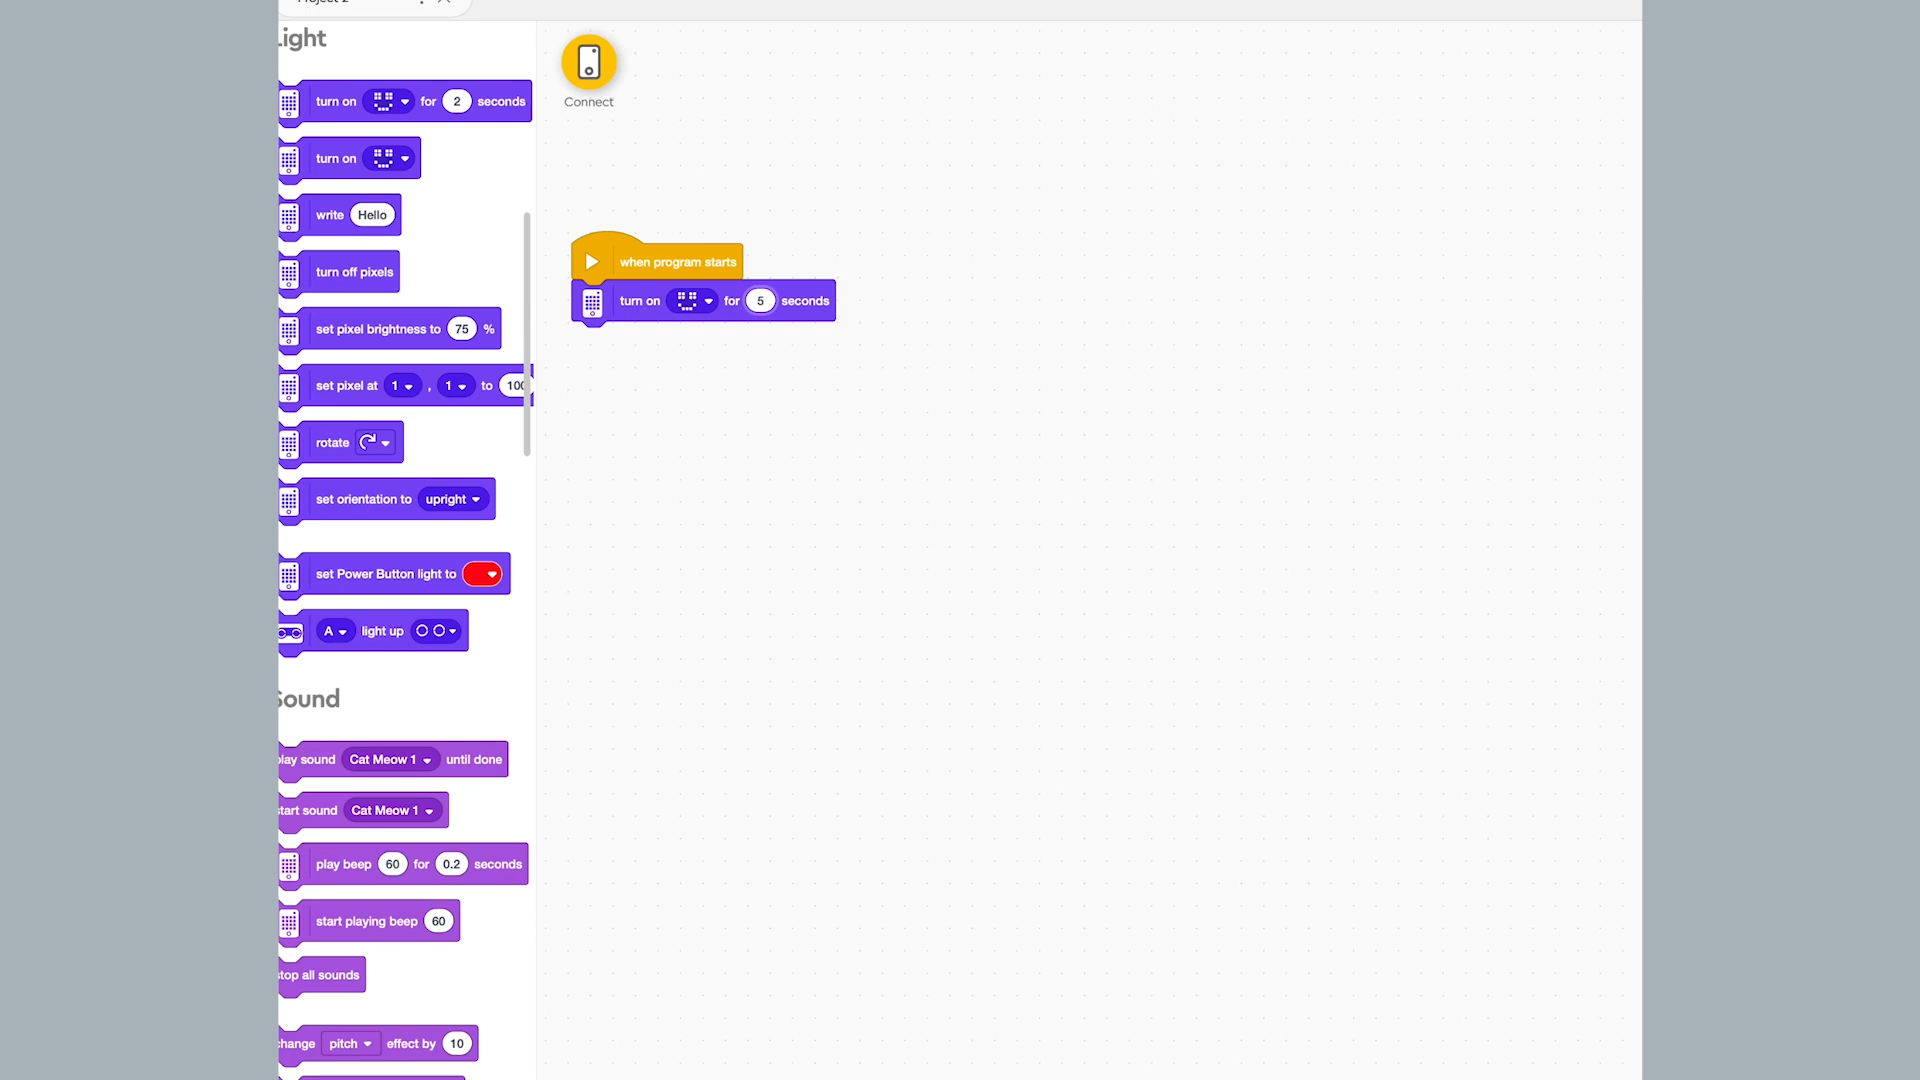 Project 2
Light
Connect
turn on for 2 seconds
turn on
write Hello
when program starts
turn off pixels
turn on for 5 seconds
set pixel brightness to 75 %
set pixel at 1 , 1 to 100
rotate
set orientation to upright
set Power Button light to
A light up
Sound
play sound Cat Meow 1 until done
start sound Cat Meow 1
play beep 60 for 0.2 seconds
start playing beep 60
stop all sounds
change pitch effect by 10